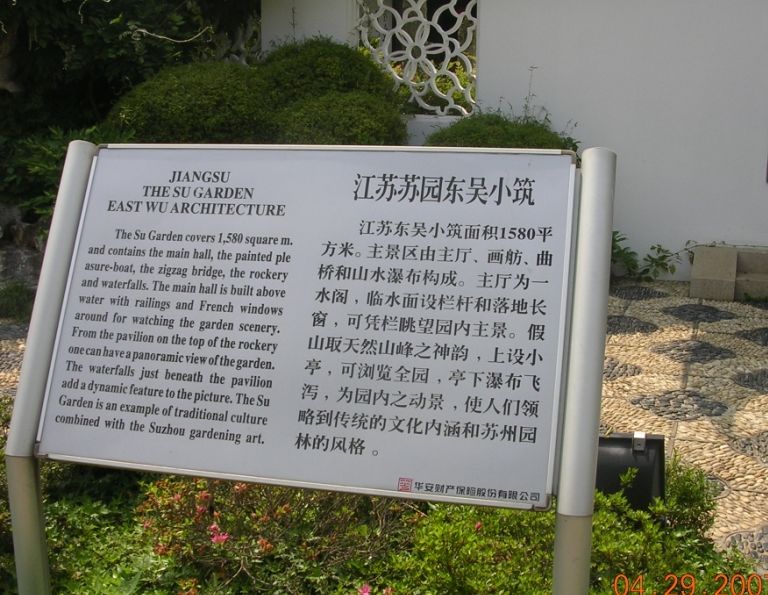 JIANGSU
THE SU GARDEN
EAST WU ARCHITECTURE
The Su Garden covers 1,580 square m.
and contains the main hall, the painted ple
asure-boat, the zigzag bridge, the rockery
and waterfalls. The main hall is built above
water with railings and French windows
around for watching the garden scenery.
From the pavilion on the top of the rockery
one can have a panoramic view of the garden.
The waterfalls just beneath the pavilion
add a dynamic feature to the picture. The Su
Garden is an example of traditional culture
combined with the Suzhou gardening art.
江苏苏园东吴小筑
江苏东吴小筑面积1580平
方米。主景区由主厅、画舫、曲
桥和山水瀑布构成。主厅为一
水阁，临水面设栏杆和落地长
窗，可凭栏眺望园内主景。假
山取天然山峰之神韵，上设小
亭，可浏览全园，亭下瀑布飞
泻，为园内之动景，使人们领
略到传统的文化内涵和苏州园
林的风格。
华安财产保险股份有限公司
04.29.200